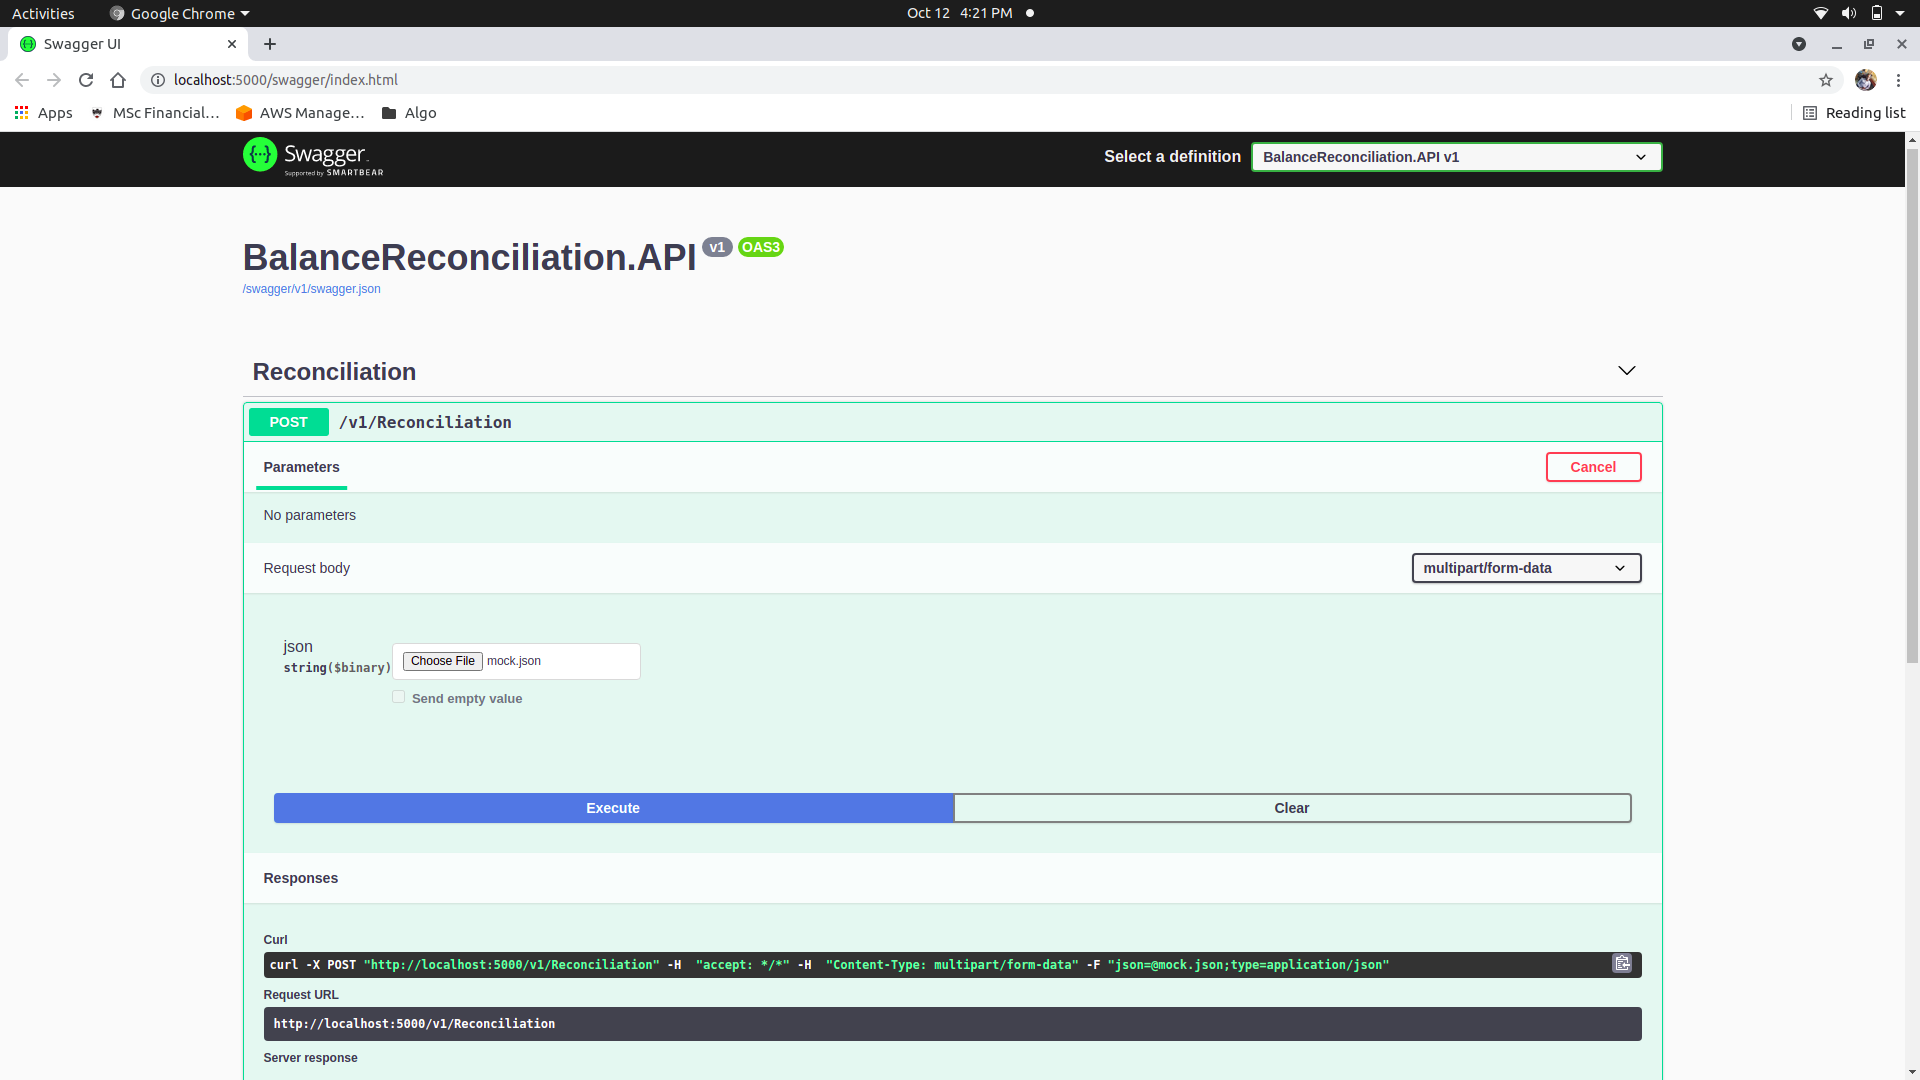 Activities Google Chrome Oct 12 4:21 PM
Swagger UI
localhost:5000/swagger/index.html
Apps MSc Financial... AWS Manage... Algo Reading list
{···} Swagger. Select a definition BalanceReconciliation.API v1
Supported by SMARTBEAR
BalanceReconciliation.API v1 OAS3
/swagger/v1/swagger.json
Reconciliation
POST /v1/Reconciliation
Parameters Cancel
No parameters
Request body multipart/form-data
json
string($binary) Choose File mock.json
Send empty value
Execute Clear
Responses
Curl
curl -X POST "http://localhost:5000/v1/Reconciliation" -H  "accept: */*" -H  "Content-Type: multipart/form-data" -F "json=@mock.json;type=application/json"
Request URL
http://localhost:5000/v1/Reconciliation
Server response